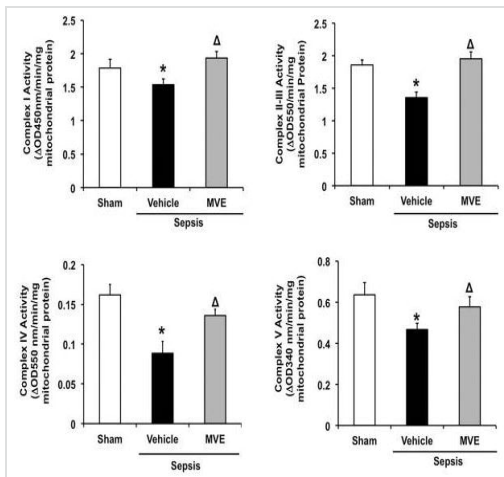 Complex I Activity
(ΔOD450nm/min/mg
mitochondrial protein)
2.5
2
1.5
1
0.5
0
*
Δ
Sham
Vehicle
MVE
Sepsis
Complex II-III Activity
(ΔOD550/min/mg
mitochondrial Protein)
2.5
2
1.5
1
0.5
0
*
Δ
Sham
Vehicle
MVE
Sepsis
Complex IV Activity
(ΔOD550 nm/min/mg
mitochondrial protein)
0.2
0.15
0.1
0.05
0
*
Δ
Sham
Vehicle
MVE
Sepsis
Complex V Activity
(ΔOD340 nm/min/mg
mitochondrial protein)
0.8
0.6
0.4
0.2
0
*
Δ
Sham
Vehicle
MVE
Sepsis